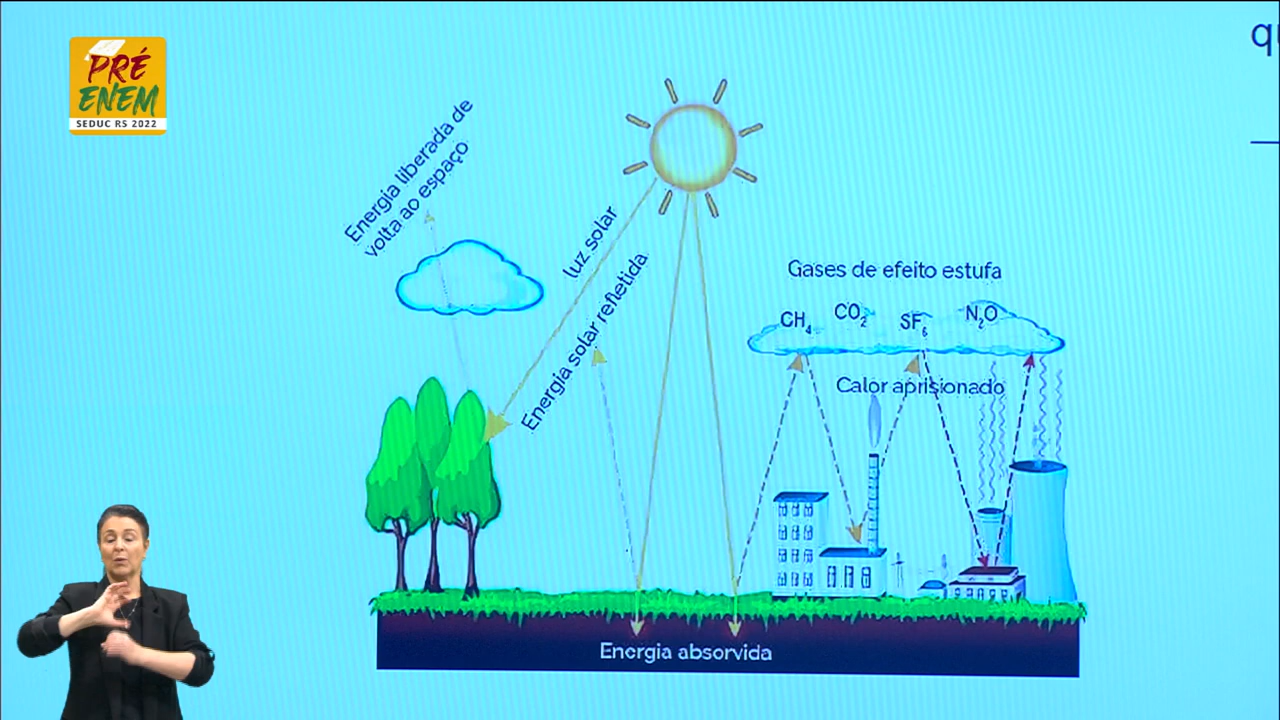 PRÉ
ENEM
SEDUC RS 2022
Energia liberada de
volta ao espaço
luz solar
Energia solar refletida
Gases de efeito estufa
CH₄
CO₂
SF₆
N₂O
Calor aprisionado
Energia absorvida